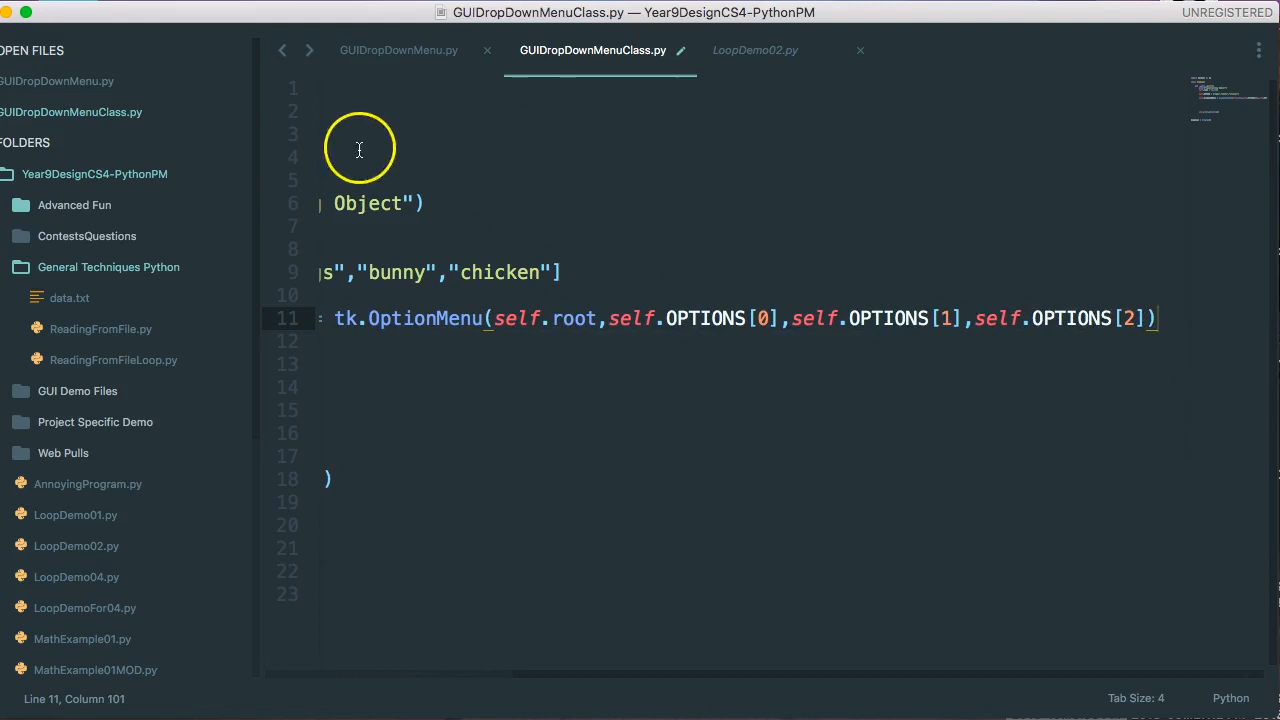 GUIDropDownMenuClass.py — Year9DesignCS4-PythonPM
UNREGISTERED
OPEN FILES
GUIDropDownMenu.py
GUIDropDownMenuClass.py
FOLDERS
Year9DesignCS4-PythonPM
Advanced Fun
ContestsQuestions
General Techniques Python
data.txt
ReadingFromFile.py
ReadingFromFileLoop.py
GUI Demo Files
Project Specific Demo
Web Pulls
AnnoyingProgram.py
LoopDemo01.py
LoopDemo02.py
LoopDemo04.py
LoopDemoFor04.py
MathExample01.py
MathExample01MOD.py
GUIDropDownMenu.py
GUIDropDownMenuClass.py
LoopDemo02.py
1
2
3
4
5
6 Object")
7
8
9 s","bunny","chicken"]
10
11 = tk.OptionMenu(self.root,self.OPTIONS[0],self.OPTIONS[1],self.OPTIONS[2])
12
13
14
15
16
17
18 )
19
20
21
22
23
Line 11, Column 101
Tab Size: 4
Python